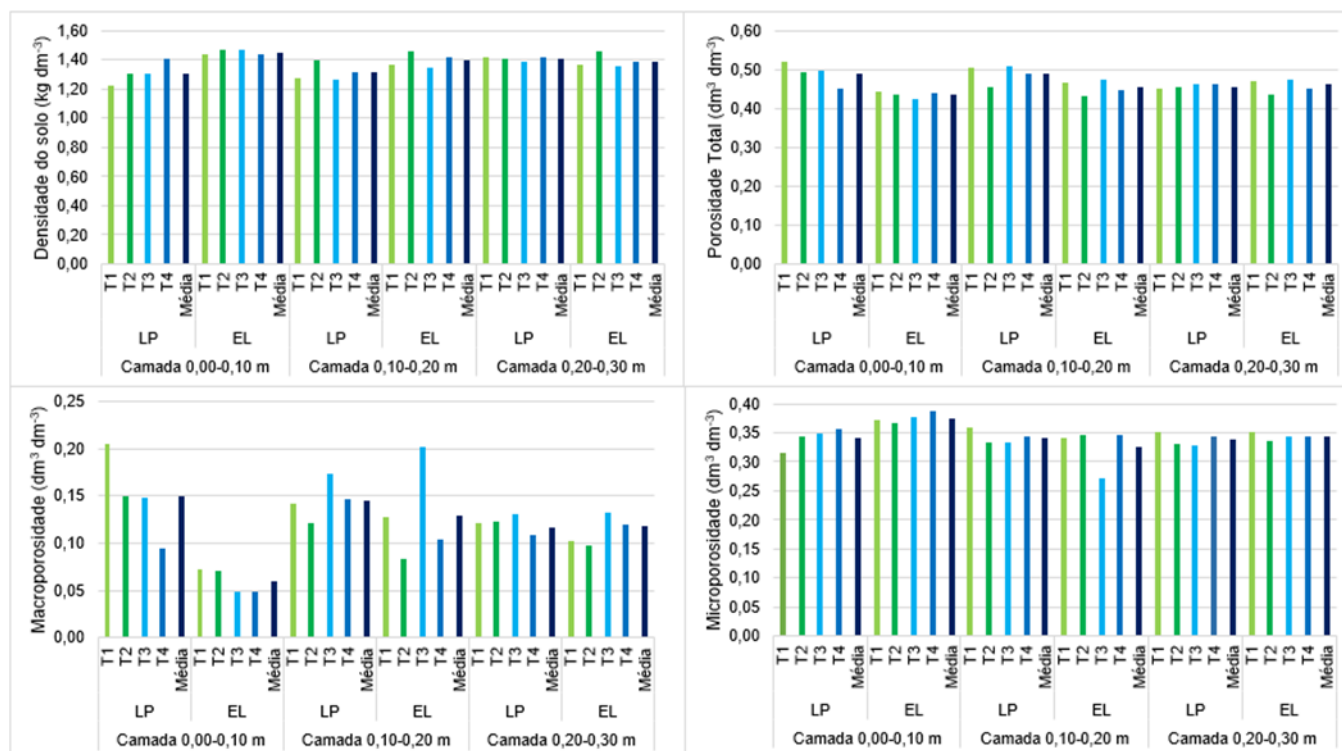 Densidade do solo (kg dm⁻³)
1,60
1,40
1,20
1,00
0,80
0,60
0,40
0,20
0,00
T1 T2 T3 T4 Média T1 T2 T3 T4 Média T1 T2 T3 T4 Média T1 T2 T3 T4 Média T1 T2 T3 T4 Média T1 T2 T3 T4 Média
LP EL LP EL LP EL
Camada 0,00-0,10 m Camada 0,10-0,20 m Camada 0,20-0,30 m
Porosidade Total (dm³ dm⁻³)
0,60
0,50
0,40
0,30
0,20
0,10
0,00
T1 T2 T3 T4 Média T1 T2 T3 T4 Média T1 T2 T3 T4 Média T1 T2 T3 T4 Média T1 T2 T3 T4 Média T1 T2 T3 T4 Média
LP EL LP EL LP EL
Camada 0,00-0,10 m Camada 0,10-0,20 m Camada 0,20-0,30 m
Macroporosidade (dm³ dm⁻³)
0,25
0,20
0,15
0,10
0,05
0,00
T1 T2 T3 T4 Média T1 T2 T3 T4 Média T1 T2 T3 T4 Média T1 T2 T3 T4 Média T1 T2 T3 T4 Média T1 T2 T3 T4 Média
LP EL LP EL LP EL
Camada 0,00-0,10 m Camada 0,10-0,20 m Camada 0,20-0,30 m
Microporosidade (dm³ dm⁻³)
0,40
0,35
0,30
0,25
0,20
0,15
0,10
0,05
0,00
T1 T2 T3 T4 Média T1 T2 T3 T4 Média T1 T2 T3 T4 Média T1 T2 T3 T4 Média T1 T2 T3 T4 Média T1 T2 T3 T4 Média
LP EL LP EL LP EL
Camada 0,00-0,10 m Camada 0,10-0,20 m Camada 0,20-0,30 m